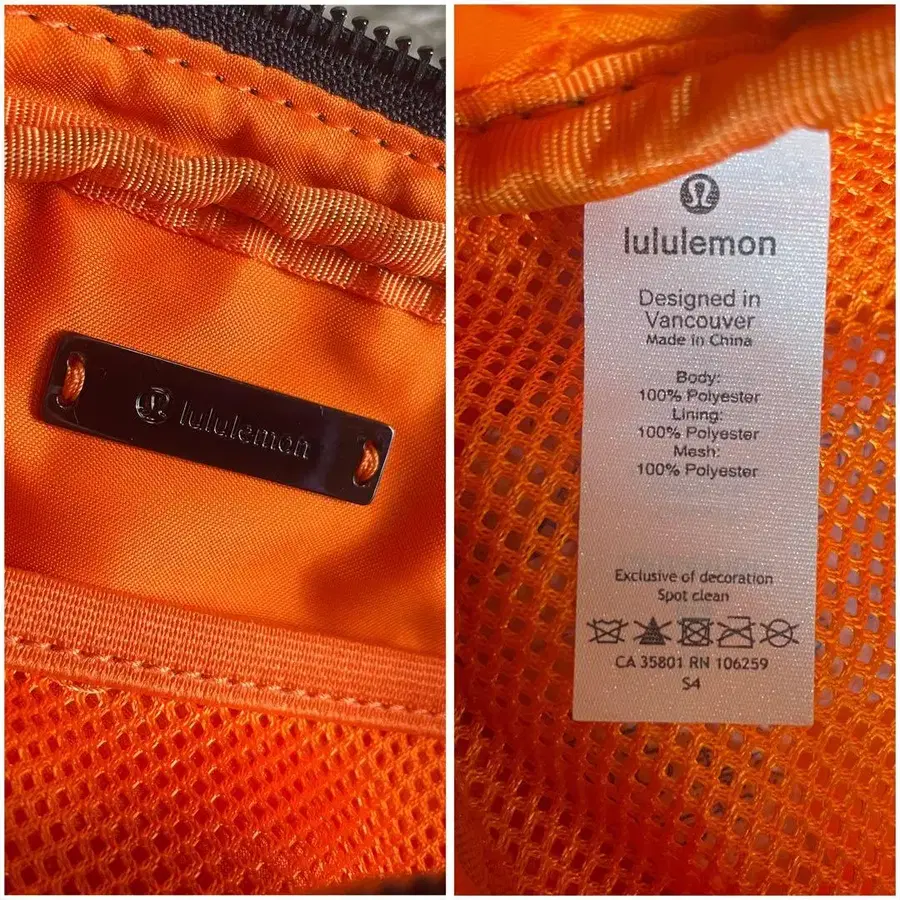 lululemon
lululemon
Designed in
Vancouver
Made in China
Body:
100% Polyester
Lining:
100% Polyester
Mesh:
100% Polyester
Exclusive of decoration
Spot clean
CA 35801 RN 106259
S4